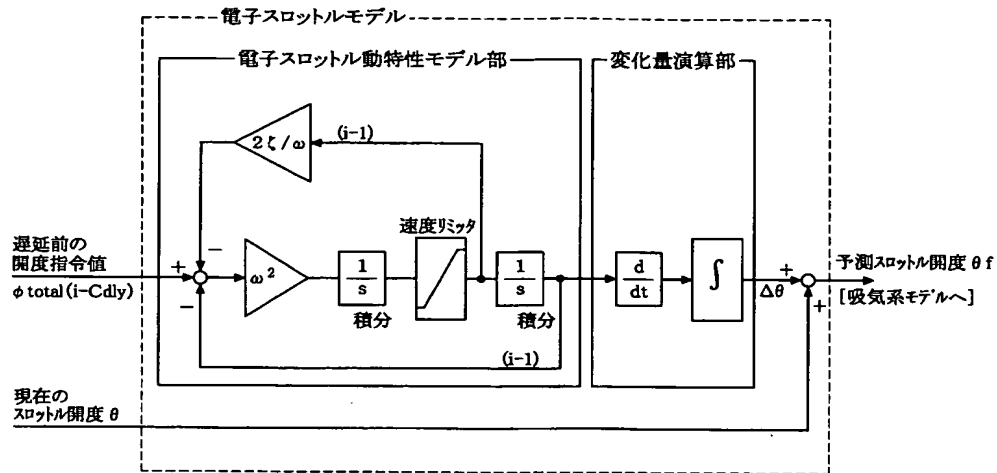 電子スロットルモデル
電子スロットル動特性モデル部
変化量演算部
2ζ/ω
(i-1)
遅延前の
開度指令値
φtotal(i-Cdly)
+
−
−
ω²
1
s
積分
速度リミッタ
1
s
積分
(i-1)
d
dt
∫
Δθ
+
+
予測スロットル開度 θf
[吸気系モデルへ]
現在の
スロットル開度 θ